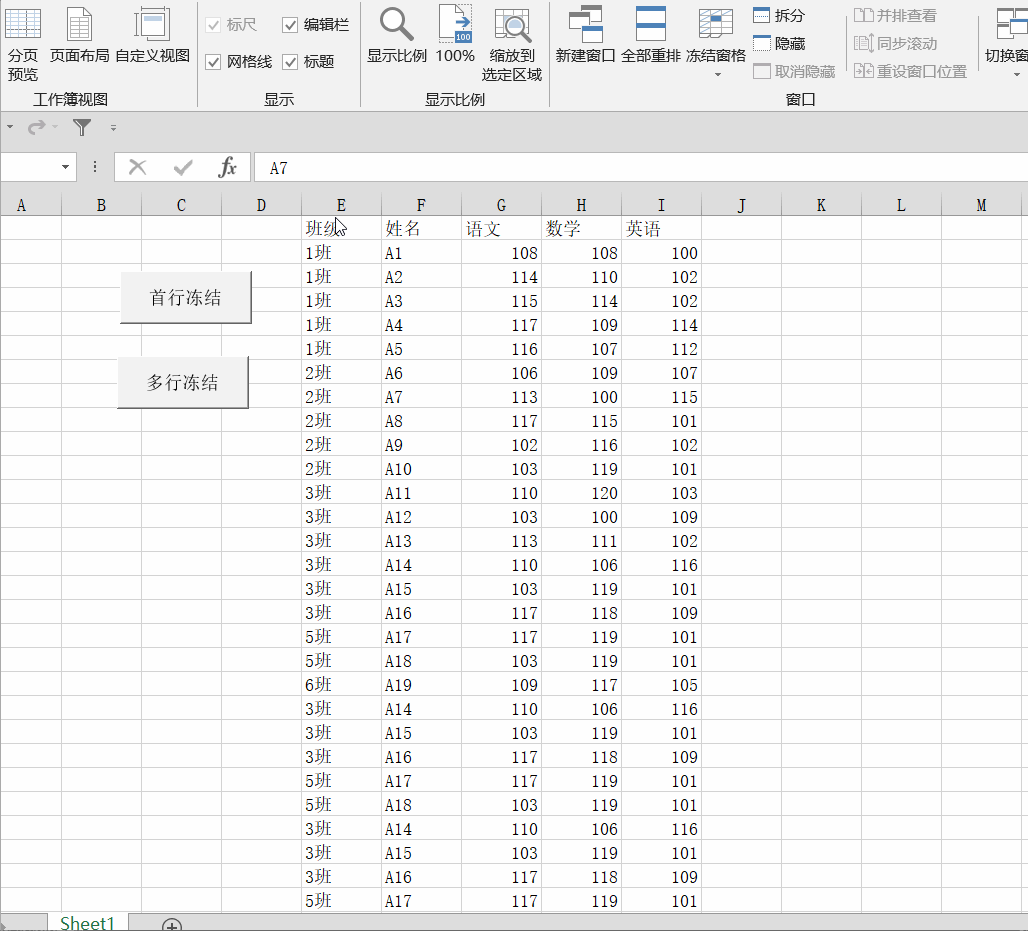 分页 预览 页面布局 自定义视图
工作簿视图
标尺 编辑栏
网格线 标题
显示
显示比例 100% 缩放到 选定区域
100
显示比例
新建窗口 全部重排 冻结窗格
拆分
隐藏
取消隐藏
并排查看
同步滚动
重设窗口位置
窗口
切换窗
fx A7
A B C D E F G H I J K L M
班级 姓名 语文 数学 英语
1班 A1 108 108 100
1班 A2 114 110 102
首行冻结
1班 A3 115 114 102
1班 A4 117 109 114
1班 A5 116 107 112
2班 A6 106 109 107
多行冻结
2班 A7 113 100 115
2班 A8 117 115 101
2班 A9 102 116 102
2班 A10 103 119 101
3班 A11 110 120 103
3班 A12 103 100 109
3班 A13 113 111 102
3班 A14 110 106 116
3班 A15 103 119 101
3班 A16 117 118 109
5班 A17 117 119 101
5班 A18 103 119 101
6班 A19 109 117 105
3班 A14 110 106 116
3班 A15 103 119 101
3班 A16 117 118 109
5班 A17 117 119 101
5班 A18 103 119 101
3班 A14 110 106 116
3班 A15 103 119 101
3班 A16 117 118 109
5班 A17 117 119 101
Sheet1